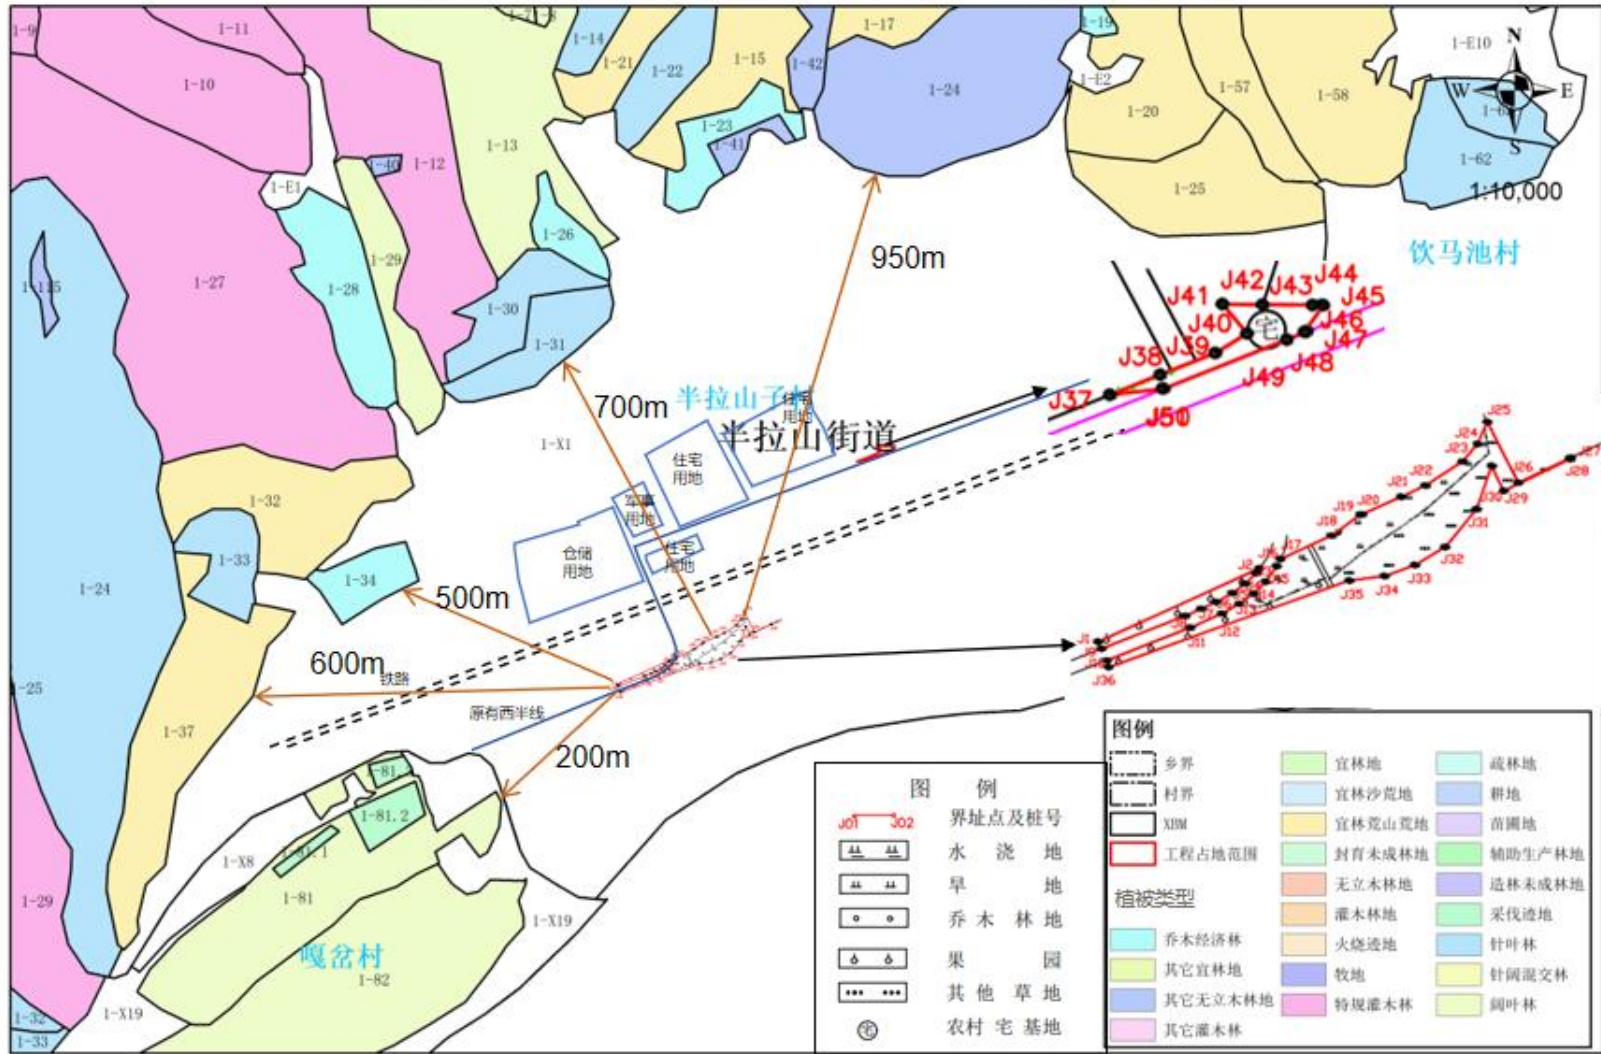 1-9
1-11
1-10
1-14
1-21
1-22
1-15
1-42
1-17
1-24
1-19
1-E2
1-20
1-57
1-58
1-E10
N
W
E
S
1-62
1:10,000
1-13
1-12
1-40
1-E1
1-23
1-41
1-25
饮马池村
1-27
1-28
1-29
1-26
1-30
1-31
950m
700m
500m
600m
200m
J41
J42
J43
J44
J45
J40
J46
J47
宅
J39
J38
J48
J49
J37
半拉山街道
1-X1
住宅
用地
住宅
用地
军事
用地
仓储
用地
住宅
用地
铁路
原有西半线
J25
J24
J23
J22
J21
J20
J19
J18
J17
J26
J27
J28
J29
J30
J31
J32
J33
J34
J35
J14
J12
J11
J1
J36
1-32
1-33
1-34
1-24
1-37
1-29
1-81.2
1-X8
1-81
1-82
1-X19
1-X19
嘎岔村
1-32
1-33
图 例
J01 J02 界址点及桩号
水 浇 地
旱 地
乔木林地
果 园
其他草地
宅 农村宅基地
图例
乡界
村界
XBM
工程占地范围
植被类型
乔木经济林
其它宜林地
其它无立木林地
其它灌木林
宜林地
宜林沙荒地
宜林荒山荒地
封育未成林地
无立木林地
灌木林地
火烧迹地
牧地
特规灌木林
疏林地
耕地
苗圃地
辅助生产林地
造林未成林地
采伐迹地
针叶林
针阔混交林
阔叶林